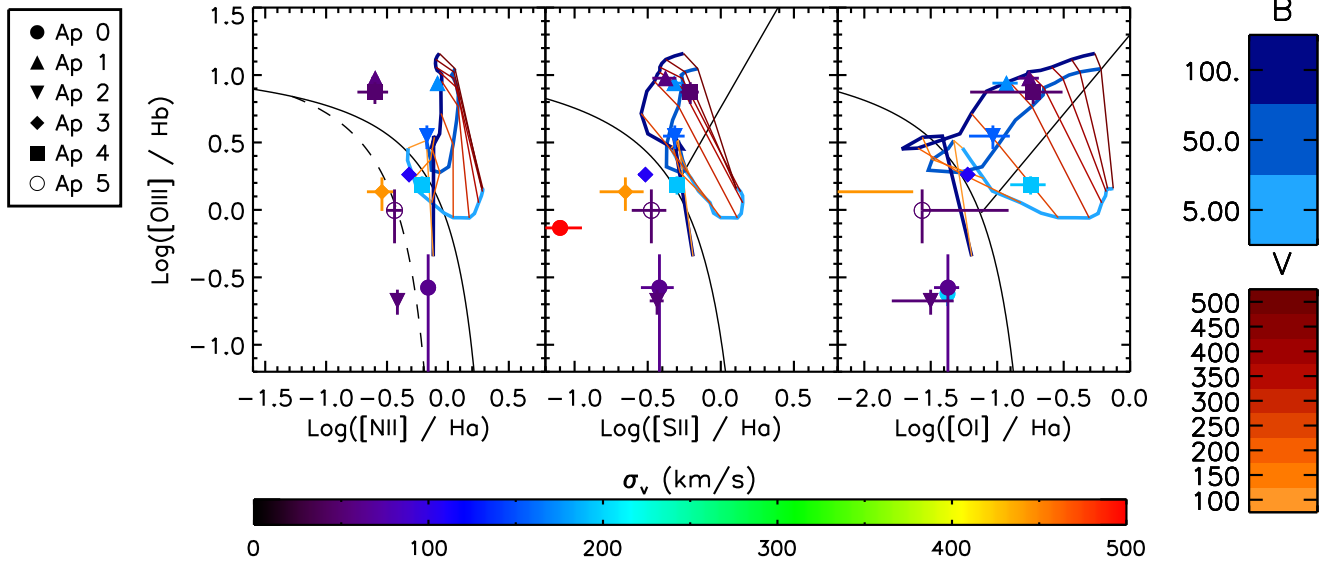 Ap 0
Ap 1
Ap 2
Ap 3
Ap 4
Ap 5
Log([OIII] / Hb)
1.5
1.0
0.5
0.0
−0.5
−1.0
−1.5 −1.0 −0.5 0.0 0.5
Log([NII] / Ha)
−1.0 −0.5 0.0 0.5
Log([SII] / Ha)
−2.0 −1.5 −1.0 −0.5 0.0
Log([OI] / Ha)
B
100.
50.0
5.00
V
500
450
400
350
300
250
200
150
100
σv (km/s)
0 100 200 300 400 500